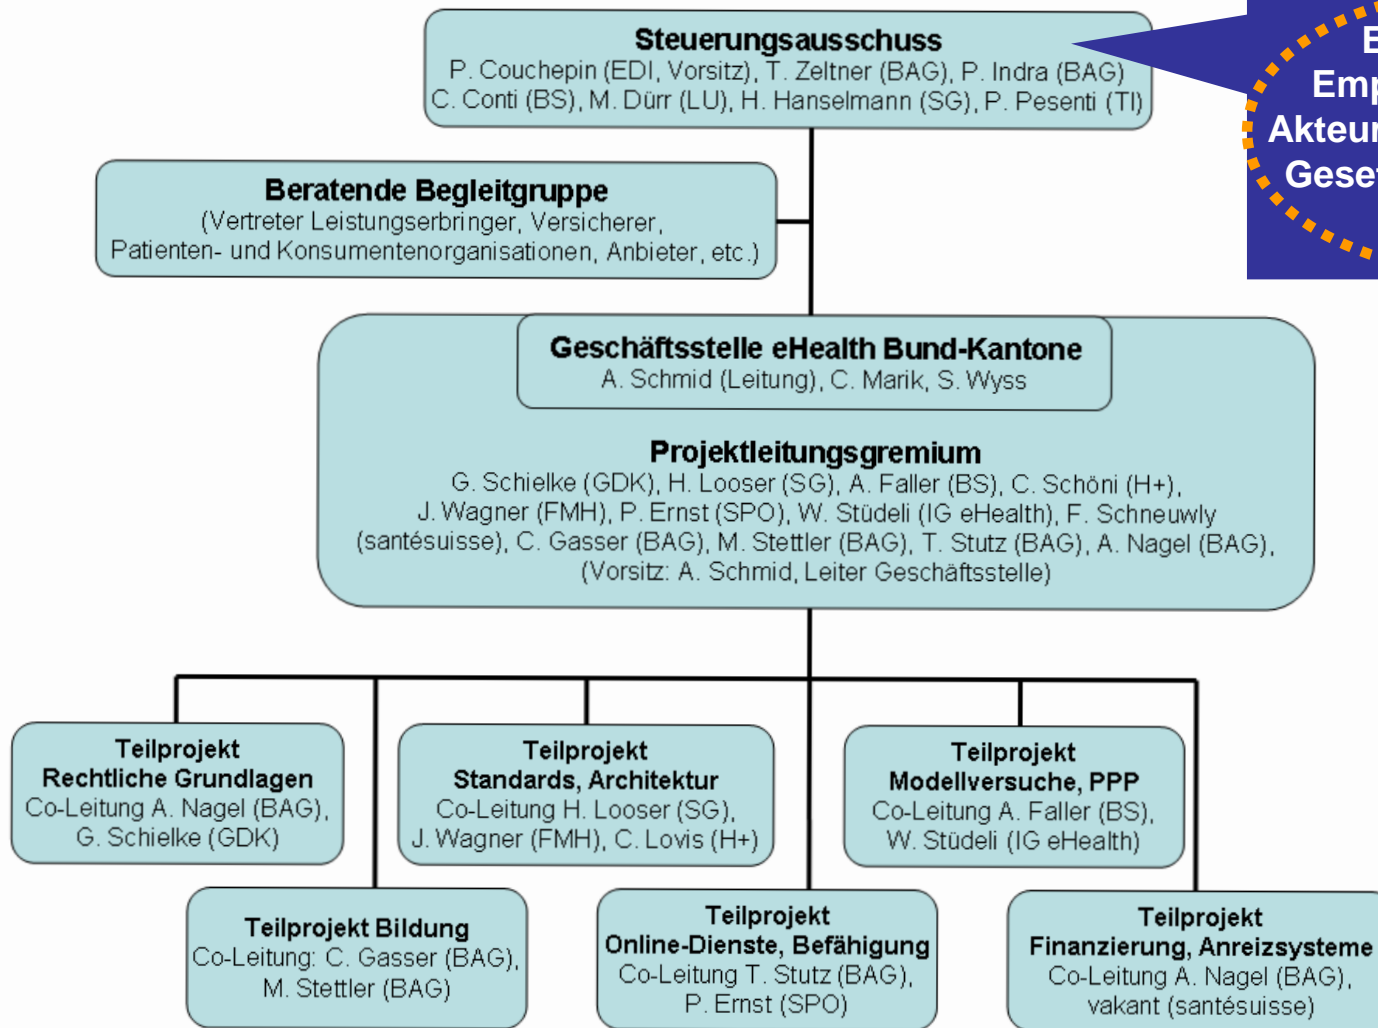 Steuerungsausschuss
P. Couchepin (EDI, Vorsitz), T. Zeltner (BAG), P. Indra (BAG)
C. Conti (BS), M. Dürr (LU), H. Hanselmann (SG), P. Pesenti (TI)
Beratende Begleitgruppe
(Vertreter Leistungserbringer, Versicherer,
Patienten- und Konsumentenorganisationen, Anbieter, etc.)
Geschäftsstelle eHealth Bund-Kantone
A. Schmid (Leitung), C. Marik, S. Wyss
Projektleitungsgremium
G. Schielke (GDK), H. Looser (SG), A. Faller (BS), C. Schöni (H+),
J. Wagner (FMH), P. Ernst (SPO), W. Stüdeli (IG eHealth), F. Schneuwly
(santésuisse), C. Gasser (BAG), M. Stettler (BAG), T. Stutz (BAG), A. Nagel (BAG),
(Vorsitz: A. Schmid, Leiter Geschäftsstelle)
Teilprojekt
Rechtliche Grundlagen
Co-Leitung A. Nagel (BAG),
G. Schielke (GDK)
Teilprojekt
Standards, Architektur
Co-Leitung H. Looser (SG),
J. Wagner (FMH), C. Lovis (H+)
Teilprojekt
Modellversuche, PPP
Co-Leitung A. Faller (BS),
W. Stüdeli (IG eHealth)
Teilprojekt Bildung
Co-Leitung: C. Gasser (BAG),
M. Stettler (BAG)
Teilprojekt
Online-Dienste, Befähigung
Co-Leitung T. Stutz (BAG),
P. Ernst (SPO)
Teilprojekt
Finanzierung, Anreizsysteme
Co-Leitung A. Nagel (BAG),
vakant (santésuisse)